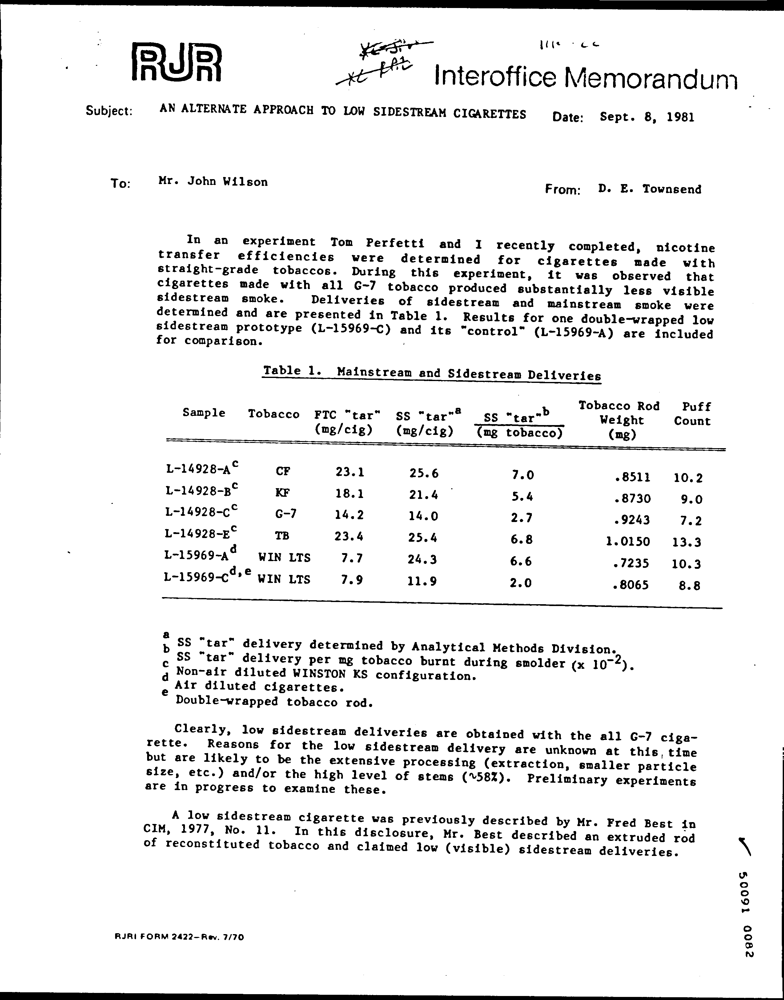 RJR
Interoffice Memorandum
Subject: AN ALTERNATE APPROACH TO LOW SIDESTREAM CIGARETTES Date: Sept. 8, 1981
To: Mr. John Wilson
From: D. E. Townsend
In an experiment Tom Perfetti and I recently completed, nicotine
transfer efficiencies were determined for cigarettes made with
straight-grade tobaccos. During this experiment, it was observed that
cigarettes made with all G-7 tobacco produced substantially less visible
sidestream smoke. Deliveries of sidestream and mainstream smoke were
determined and are presented in Table 1. Results for one double-wrapped low
sidestream prototype (L-15969-C) and its "control" (L-15969-A) are included
for comparison.
Table 1. Mainstream and Sidestream Deliveries
Sample Tobacco FTC "tar" (mg/cig) SS "tar"a (mg/cig) SS "tar"b (mg tobacco) Tobacco Rod Weight (mg) Puff Count
L-14928-Ac CF 23.1 25.6 7.0 .8511 10.2
L-14928-Bc KF 18.1 21.4 5.4 .8730 9.0
L-14928-Cc G-7 14.2 14.0 2.7 .9243 7.2
L-14928-Ec TB 23.4 25.4 6.8 1.0150 13.3
L-15969-Ad WIN LTS 7.7 24.3 6.6 .7235 10.3
L-15969-Cd,e WIN LTS 7.9 11.9 2.0 .8065 8.8
a SS "tar" delivery determined by Analytical Methods Division.
b SS "tar" delivery per mg tobacco burnt during smolder (x 10-2).
c Non-air diluted WINSTON KS configuration.
d Air diluted cigarettes.
e Double-wrapped tobacco rod.
Clearly, low sidestream deliveries are obtained with the all G-7 ciga-
rette. Reasons for the low sidestream delivery are unknown at this time
but are likely to be the extensive processing (extraction, smaller particle
size, etc.) and/or the high level of stems (~58%). Preliminary experiments
are in progress to examine these.
A low sidestream cigarette was previously described by Mr. Fred Best in
CIM, 1977, No. 11. In this disclosure, Mr. Best described an extruded rod
of reconstituted tobacco and claimed low (visible) sidestream deliveries.
50091 0082
RJRI FORM 2422-Rev. 7/70